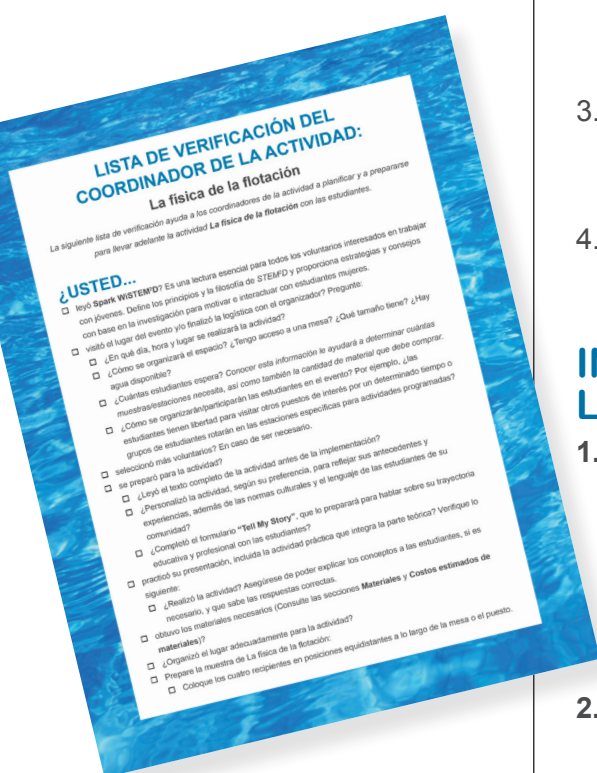 LISTA DE VERIFICACIÓN DEL
COORDINADOR DE LA ACTIVIDAD:
La física de la flotación
La siguiente lista de verificación ayuda a los coordinadores de la actividad a planificar y a prepararse
para llevar adelante la actividad La física de la flotación con las estudiantes.
¿USTED...
leyó Spark WiSTEM²D? Es una lectura esencial para todos los voluntarios interesados en trabajar
con jóvenes. Define los principios y la filosofía de STEM²D y proporciona estrategias y consejos
con base en la investigación para motivar e interactuar con estudiantes mujeres.
visitó el lugar del evento y/o finalizó la logística con el organizador? Pregunte:
¿En qué día, hora y lugar se realizará la actividad?
¿Cómo se organizará el espacio? ¿Tengo acceso a una mesa? ¿Qué tamaño tiene? ¿Hay
agua disponible?
¿Cuántas estudiantes espera? Conocer esta información le ayudará a determinar cuántas
muestras/estaciones necesita, así como también la cantidad de material que debe comprar.
¿Cómo se organizarán/participarán las estudiantes en el evento? Por ejemplo, ¿las
estudiantes tienen libertad para visitar otros puestos de interés por un determinado tiempo o
grupos de estudiantes rotarán en las estaciones específicas para actividades programadas?
seleccionó más voluntarios? En caso de ser necesario.
se preparó para la actividad?
¿Leyó el texto completo de la actividad antes de la implementación?
¿Personalizó la actividad, según su preferencia, para reflejar sus antecedentes y
experiencias, además de las normas culturales y el lenguaje de las estudiantes de su
comunidad?
¿Completó el formulario "Tell My Story", que lo preparará para hablar sobre su trayectoria
educativa y profesional con las estudiantes?
practicó su presentación, incluida la actividad práctica que integra la parte teórica? Verifique lo
siguiente:
¿Realizó la actividad? Asegúrese de poder explicar los conceptos a las estudiantes, si es
necesario, y que sabe las respuestas correctas.
obtuvo los materiales necesarios (Consulte las secciones Materiales y Costos estimados de
materiales)?
¿Organizó el lugar adecuadamente para la actividad?
Prepare la muestra de La física de la flotación:
Coloque los cuatro recipientes en posiciones equidistantes a lo largo de la mesa o el puesto.
3.
4.
1.
2.